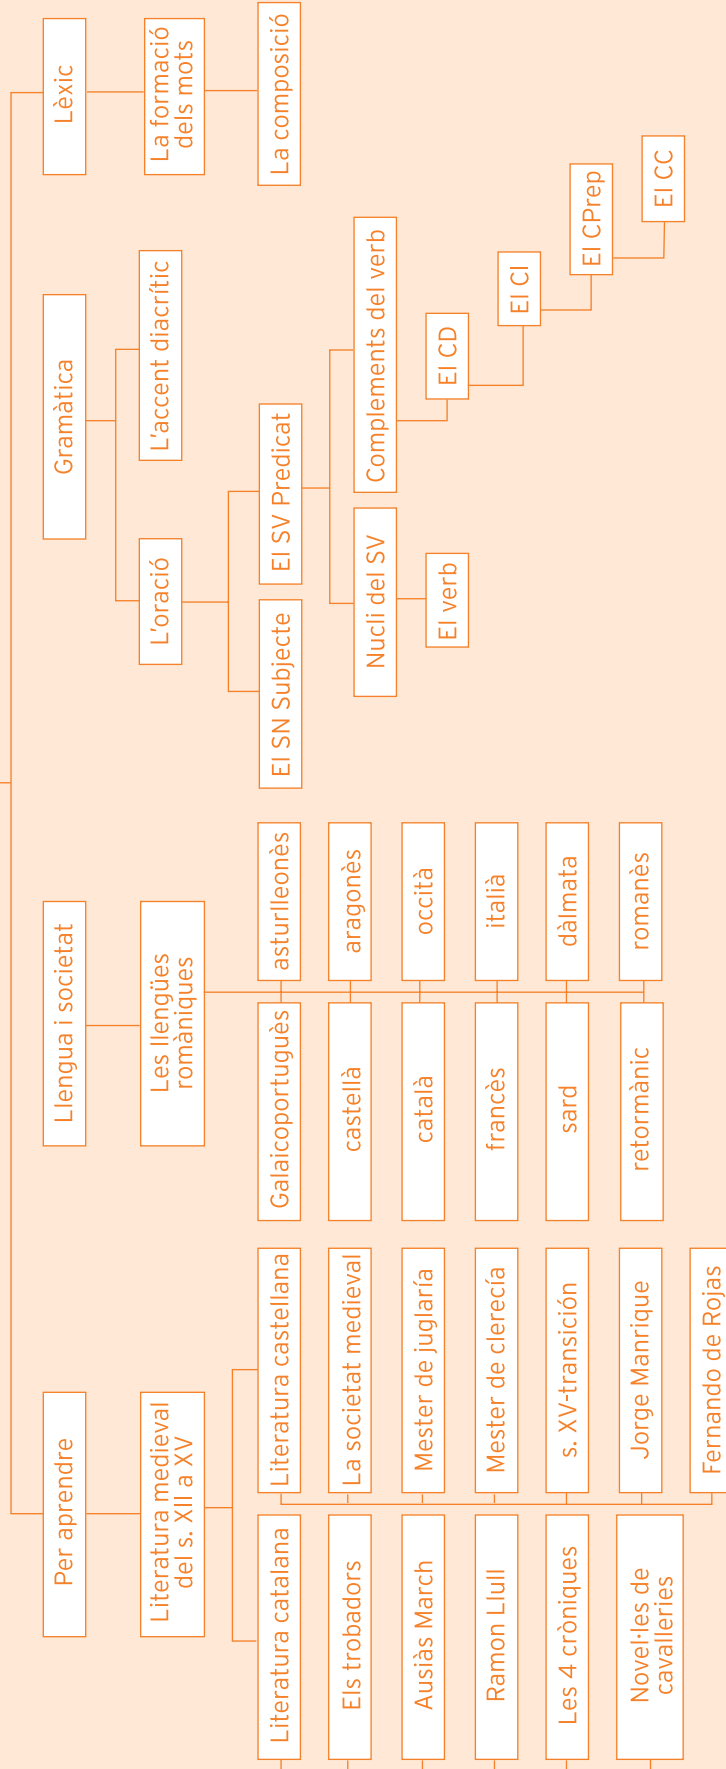 Per aprendre
Literatura medieval
del s. XII a XV
Literatura catalana
Els trobadors
Ausiàs March
Ramon Llull
Les 4 cròniques
Novel·les de
cavalleries
Literatura castellana
La societat medieval
Mester de juglaría
Mester de clerecía
s. XV-transición
Jorge Manrique
Fernando de Rojas
Llengua i societat
Les llengües
romàniques
Galaicoportuguès
asturlleonès
castellà
aragonès
català
occità
francès
italià
sard
dàlmata
retormànic
romanès
Gramàtica
L'oració
L'accent diacrític
El SN Subjecte
El SV Predicat
Nucli del SV
Complements del verb
El verb
El CD
El CI
El CPrep
El CC
Lèxic
La formació
dels mots
La composició